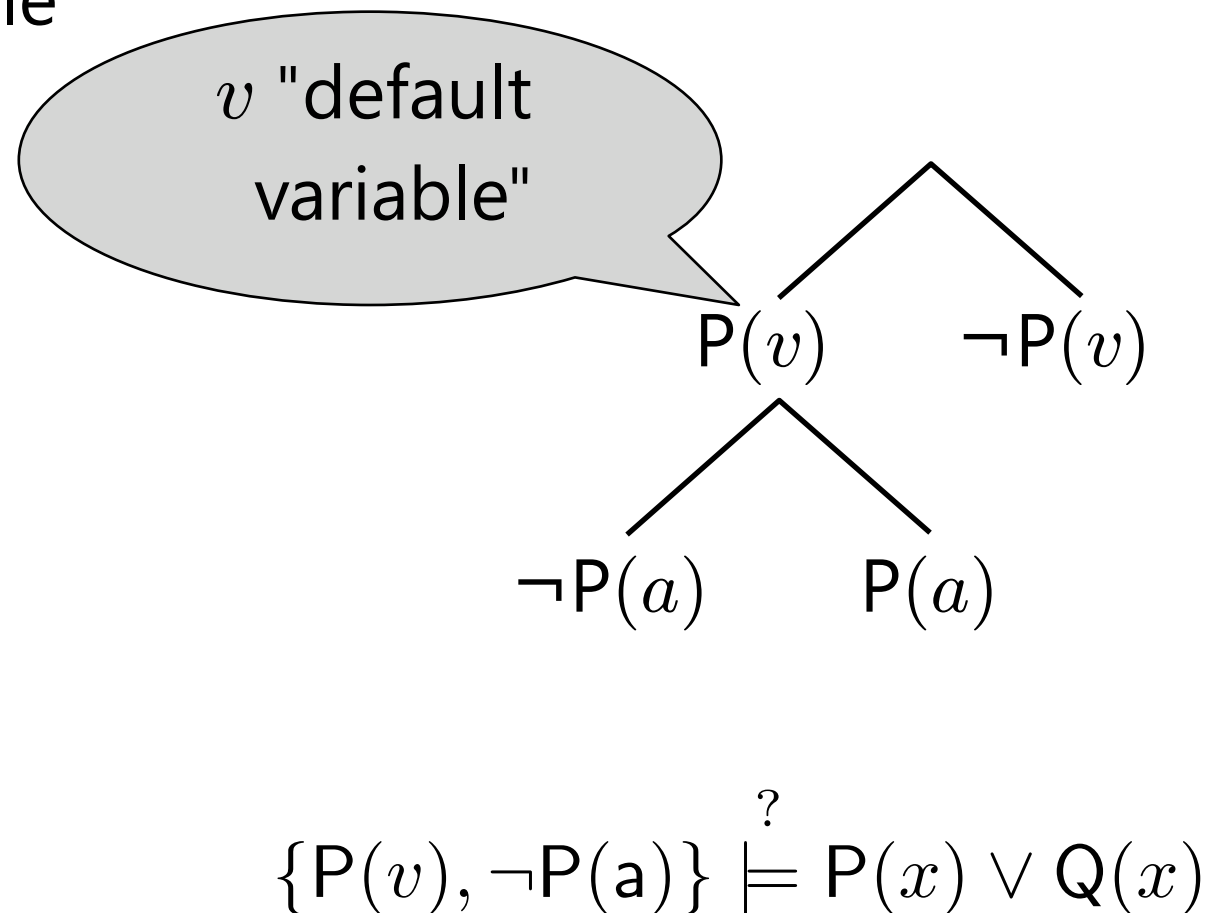 v "default
variable"
P(v) ¬P(v)
¬P(a) P(a)
?
{P(v), ¬P(a)} ⊨ P(x) ∨ Q(x)